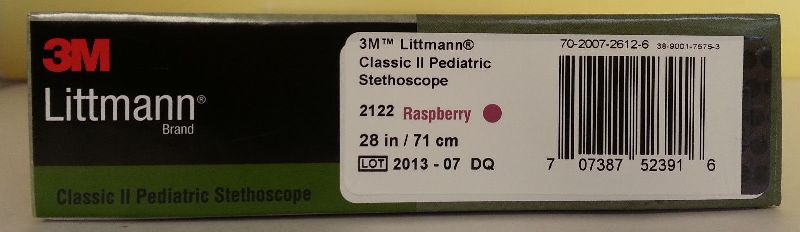 3M
Littmann®
Brand
Classic II Pediatric Stethoscope
3M™ Littmann®
Classic II Pediatric
Stethoscope
2122 Raspberry
28 in / 71 cm
LOT 2013 - 07 DQ
70-2007-2612-6 38-9001-7575-3
7 07387 52391 6